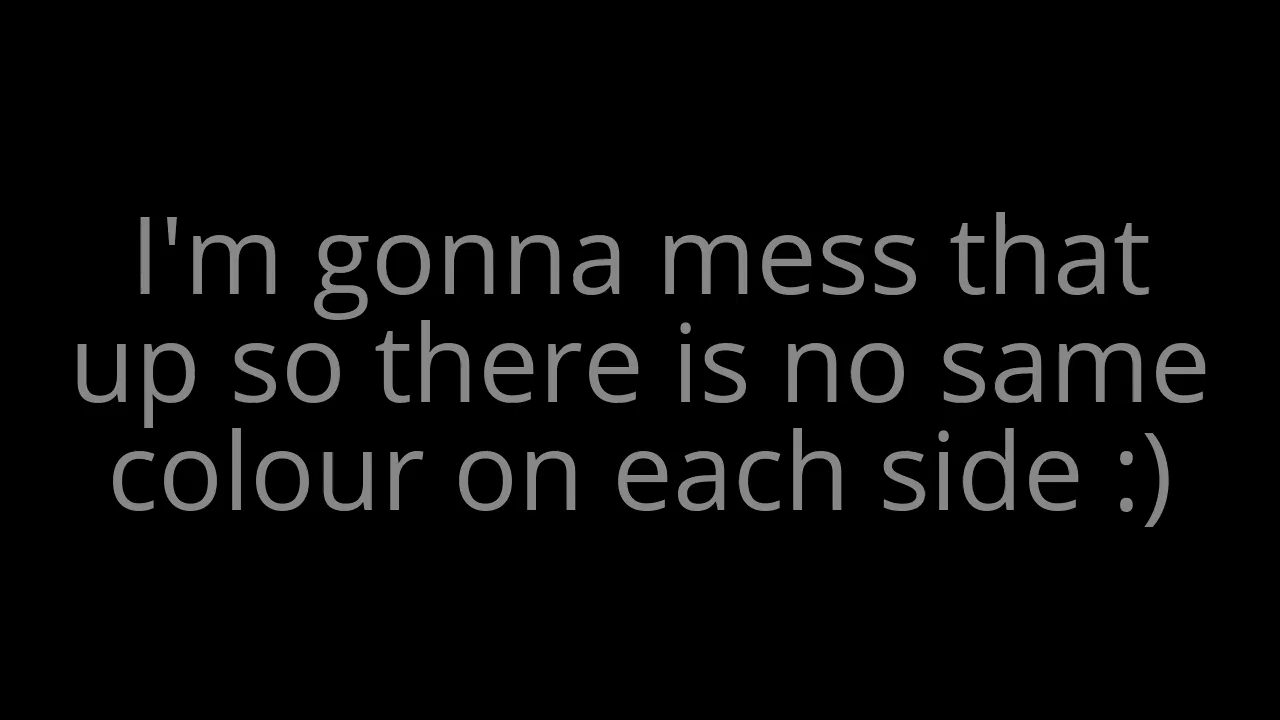 I'm gonna mess that
up so there is no same
colour on each side :)